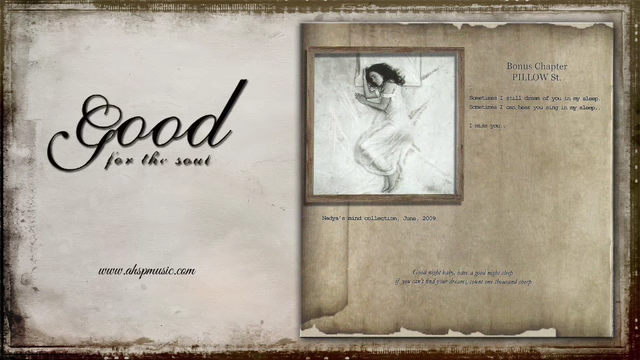 Good
for the soul
www.ahspmusic.com
Bonus Chapter
PILLOW St.
Sometimes I still dream of you in my sleep.
Sometimes I can hear you sing in my sleep..
I miss you..
Nadya's mind collection, June, 2009
Good night baby, have a good night sleep
if you can't find your dreams, count one thousand sheep